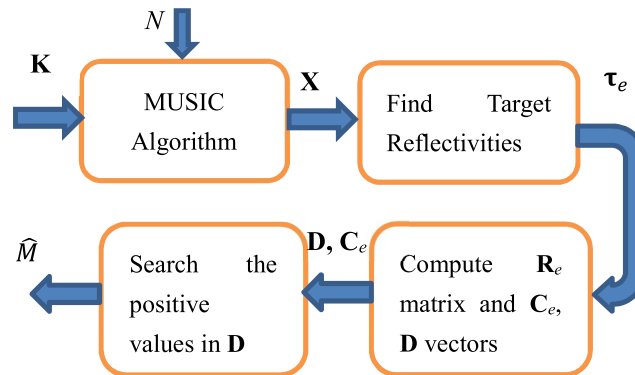 N
K
MUSIC
Algorithm
X
Find Target
Reflectivities
τₑ
Compute Rₑ
matrix and Cₑ,
D vectors
D, Cₑ
Search the
positive
values in D
M̂